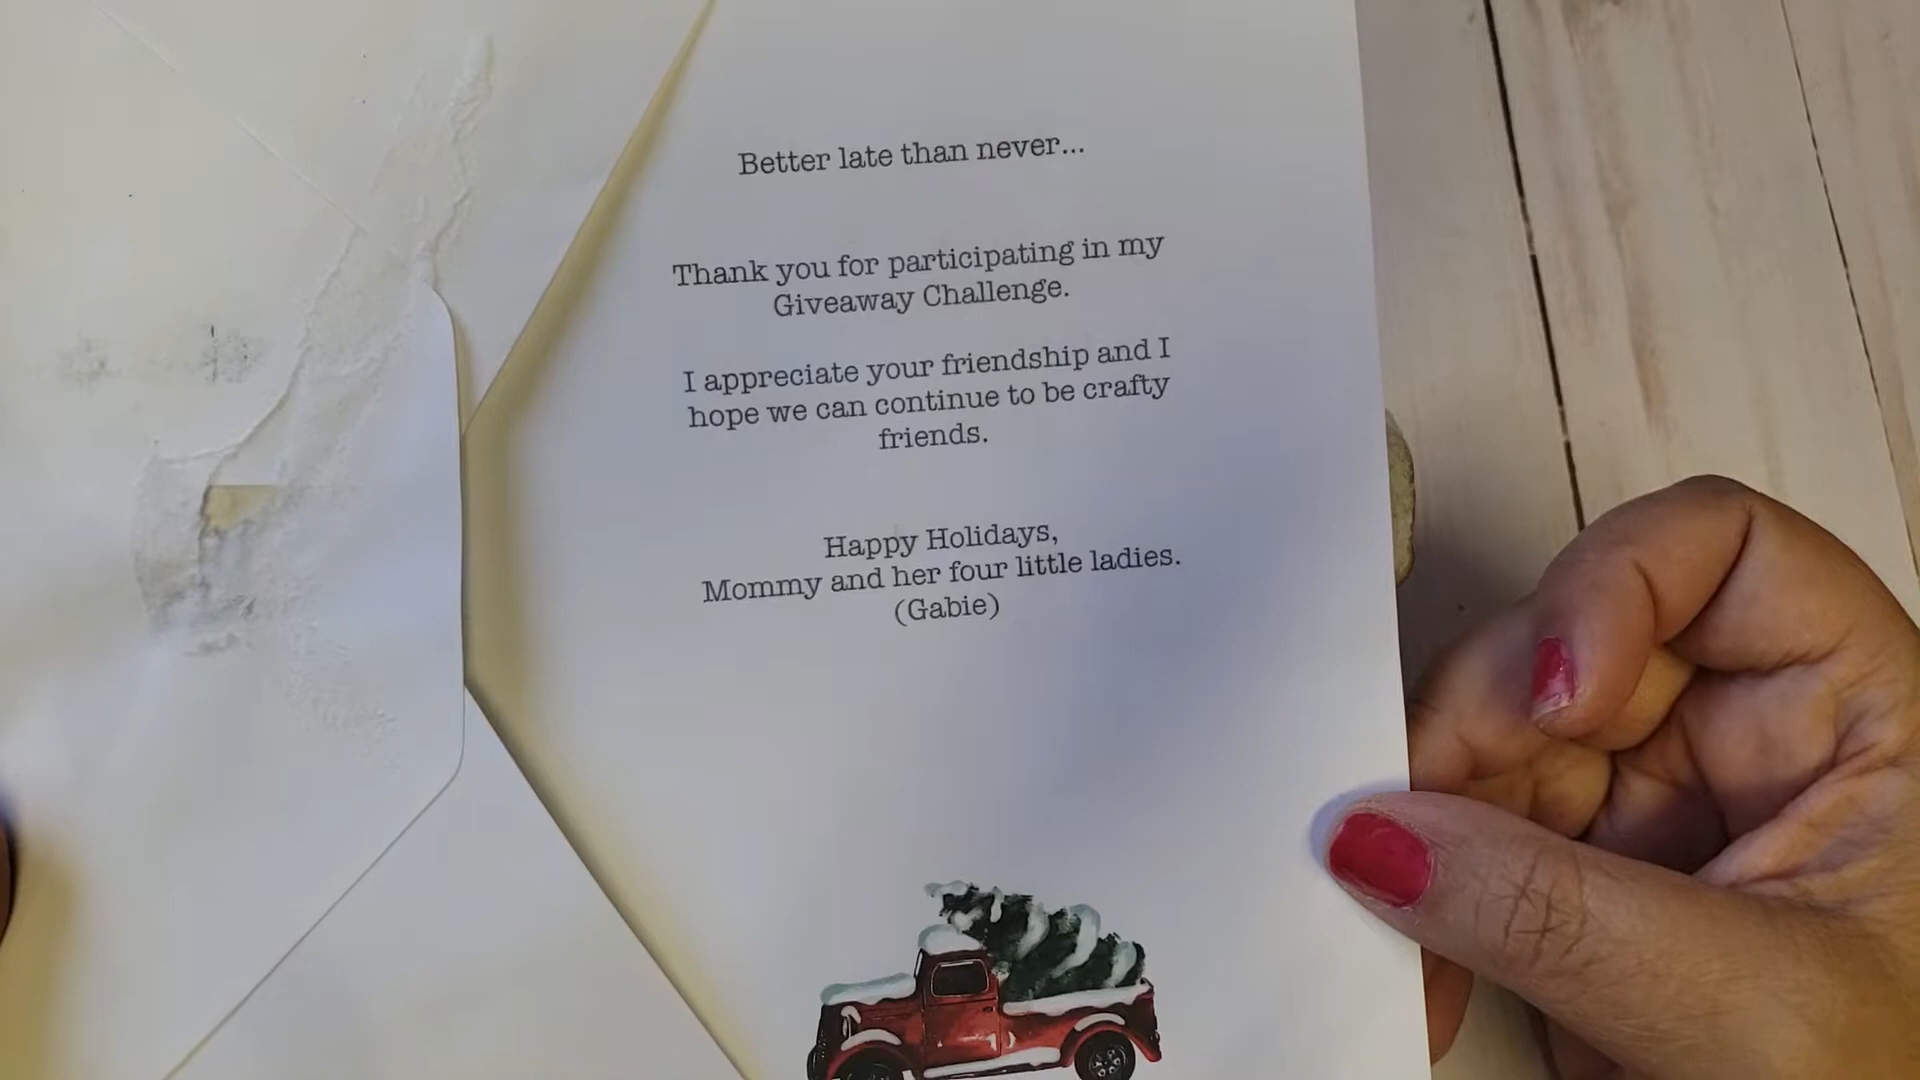 Better late than never...
Thank you for participating in my
Giveaway Challenge.
I appreciate your friendship and I
hope we can continue to be crafty
friends.
Happy Holidays,
Mommy and her four little ladies.
(Gabie)